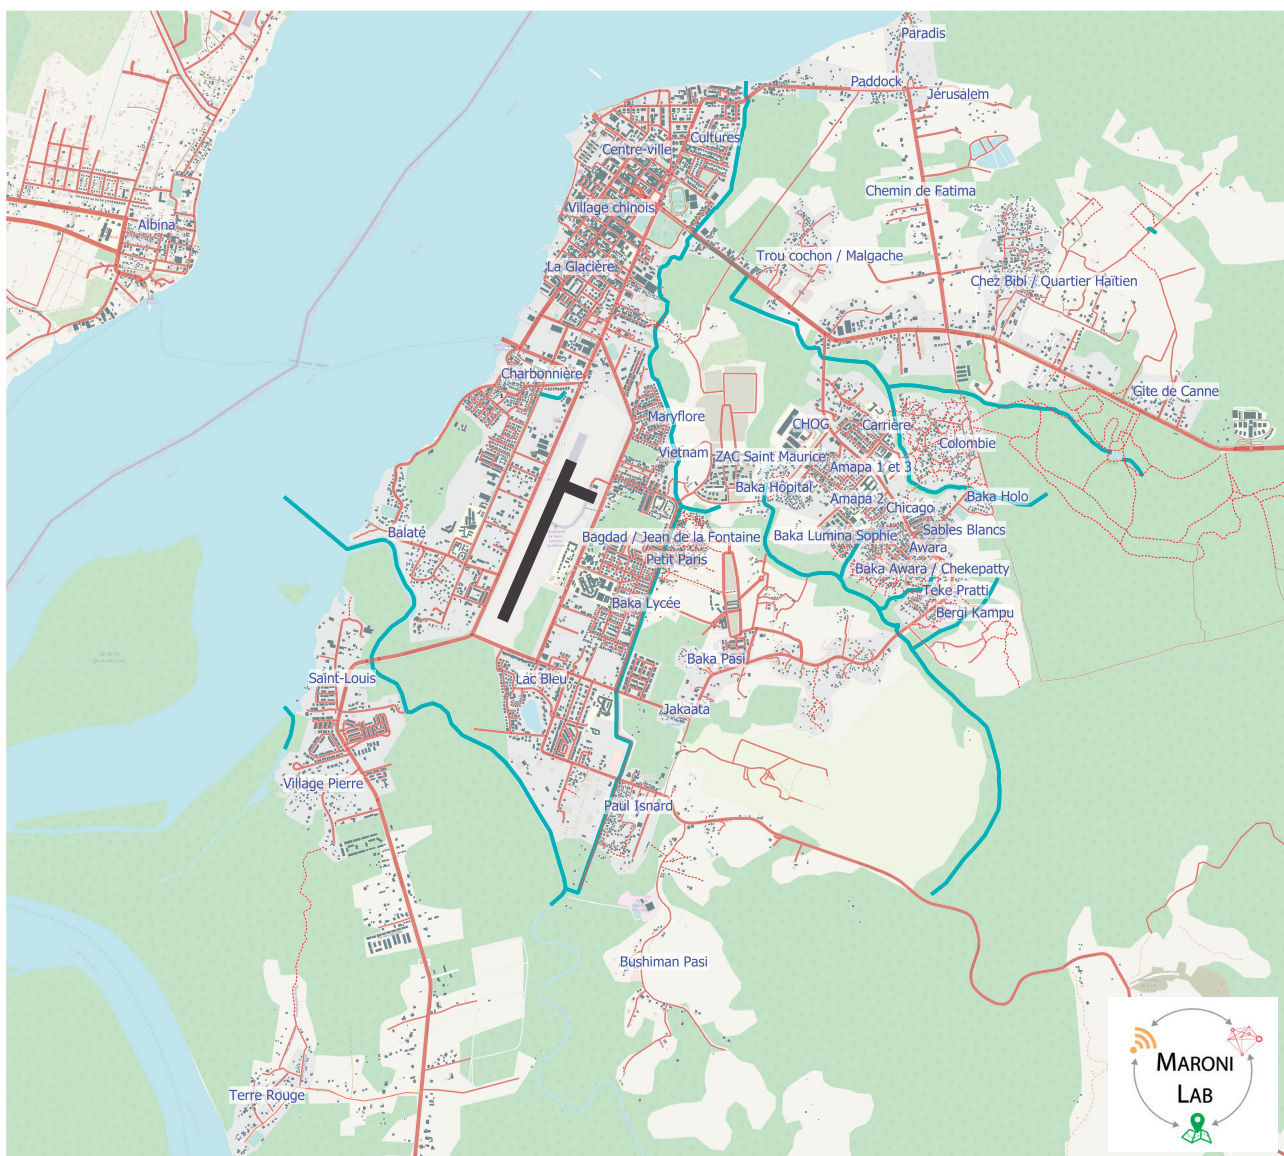 Paradis
Paddock
Jérusalem
Cultures
Centre-ville
Chemin de Fatima
Village chinois
Albina
Trou cochon / Malgache
La Glacière
Chez Bibi / Quartier Haïtien
Charbonnière
Gite de Canne
Maryflore
CHOG
Carrière
Colombie
Vietnam
ZAC Saint Maurice
Amapa 1 et 3
Baka Hôpital
Amapa 2
Baka Holo
Chicago
Balaté
Bagdad / Jean de la Fontaine
Baka Lumina Sophie
Sables Blancs
Awara
Petit Paris
Baka Awara / Chekepatty
Teke Pratti
Baka Lycée
Bergi Kampu
Île de la
Quarantaine
Baka Pasi
Saint-Louis
Lac Bleu
Jakaata
Village Pierre
Paul Isnard
Bushiman Pasi
Terre Rouge
MARONI
LAB